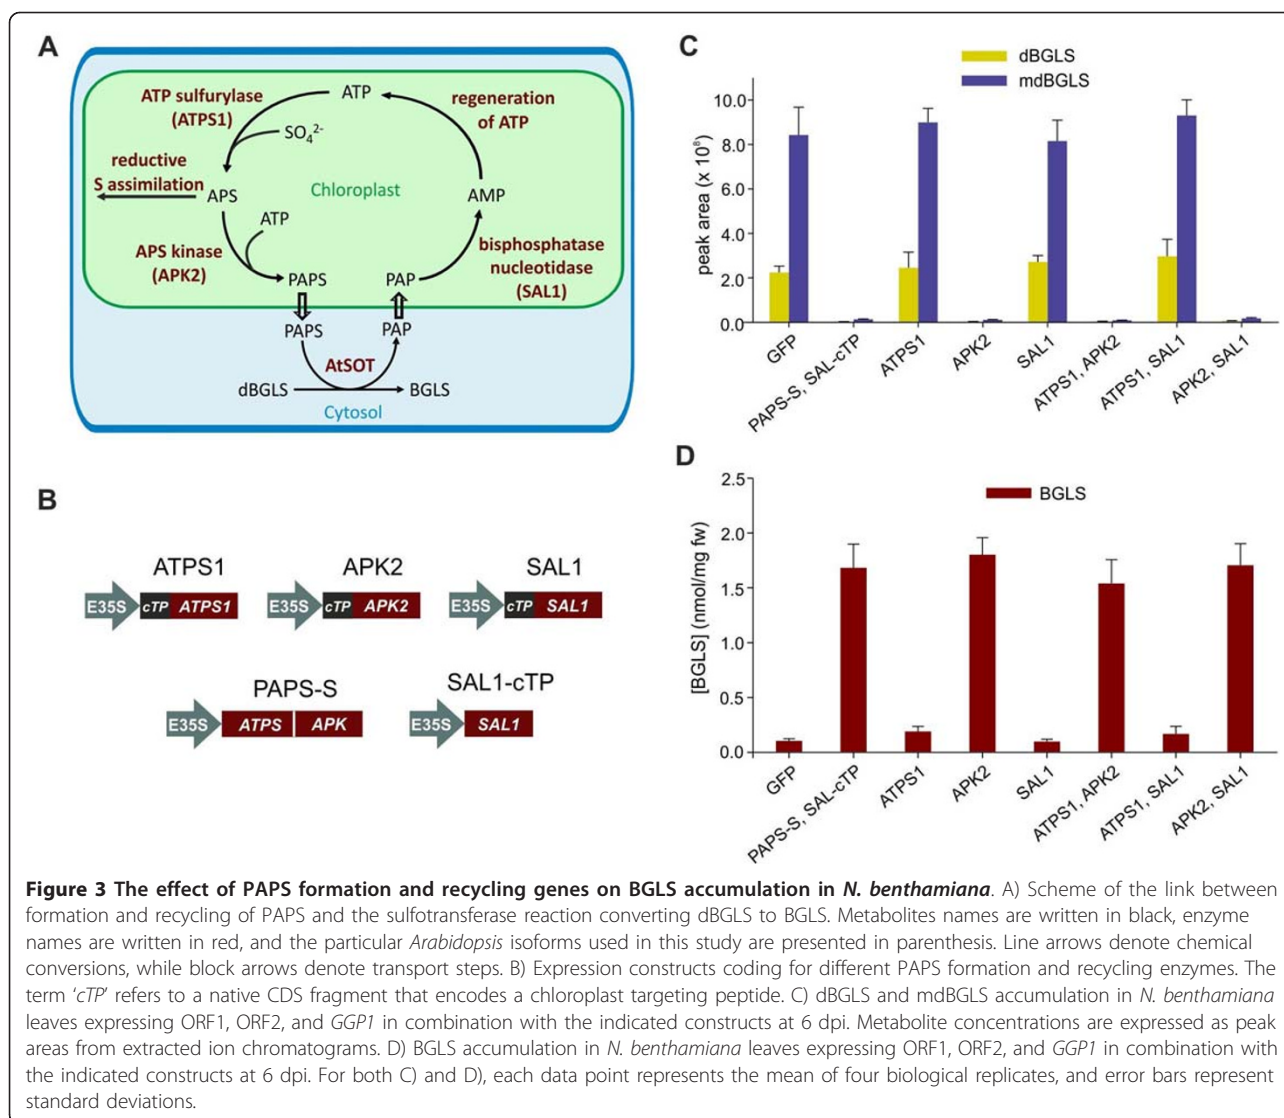 A
ATP sulfurylase
(ATPS1)
ATP
regeneration
of ATP
SO₄²⁻
reductive
S assimilation
APS
Chloroplast
AMP
ATP
APS kinase
(APK2)
bisphosphatase
nucleotidase
(SAL1)
PAPS
PAP
PAPS
PAP
AtSOT
dBGLS
BGLS
Cytosol
B
ATPS1
APK2
SAL1
E35S cTP ATPS1
E35S cTP APK2
E35S cTP SAL1
PAPS-S
SAL1-cTP
E35S ATPS APK
E35S SAL1
C
dBGLS
mdBGLS
peak area (x 10⁸)
10.0
8.0
6.0
4.0
2.0
0.0
GFP
PAPS-S, SAL-cTP
ATPS1
APK2
SAL1
ATPS1, APK2
ATPS1, SAL1
APK2, SAL1
D
BGLS
[BGLS] (nmol/mg fw)
2.5
2.0
1.5
1.0
0.5
0.0
GFP
PAPS-S, SAL-cTP
ATPS1
APK2
SAL1
ATPS1, APK2
ATPS1, SAL1
APK2, SAL1
Figure 3 The effect of PAPS formation and recycling genes on BGLS accumulation in N. benthamiana. A) Scheme of the link between
formation and recycling of PAPS and the sulfotransferase reaction converting dBGLS to BGLS. Metabolites names are written in black, enzyme
names are written in red, and the particular Arabidopsis isoforms used in this study are presented in parenthesis. Line arrows denote chemical
conversions, while block arrows denote transport steps. B) Expression constructs coding for different PAPS formation and recycling enzymes. The
term 'cTP' refers to a native CDS fragment that encodes a chloroplast targeting peptide. C) dBGLS and mdBGLS accumulation in N. benthamiana
leaves expressing ORF1, ORF2, and GGP1 in combination with the indicated constructs at 6 dpi. Metabolite concentrations are expressed as peak
areas from extracted ion chromatograms. D) BGLS accumulation in N. benthamiana leaves expressing ORF1, ORF2, and GGP1 in combination with
the indicated constructs at 6 dpi. For both C) and D), each data point represents the mean of four biological replicates, and error bars represent
standard deviations.